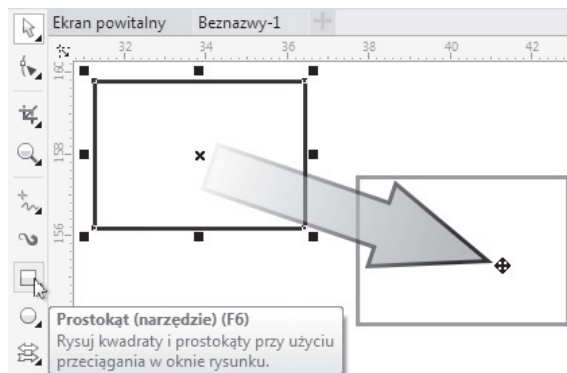 Ekran powitalny Beznazwy-1
32 34 36 38 40 42
160
158
156
Prostokąt (narzędzie) (F6)
Rysuj kwadraty i prostokąty przy użyciu
przeciągania w oknie rysunku.